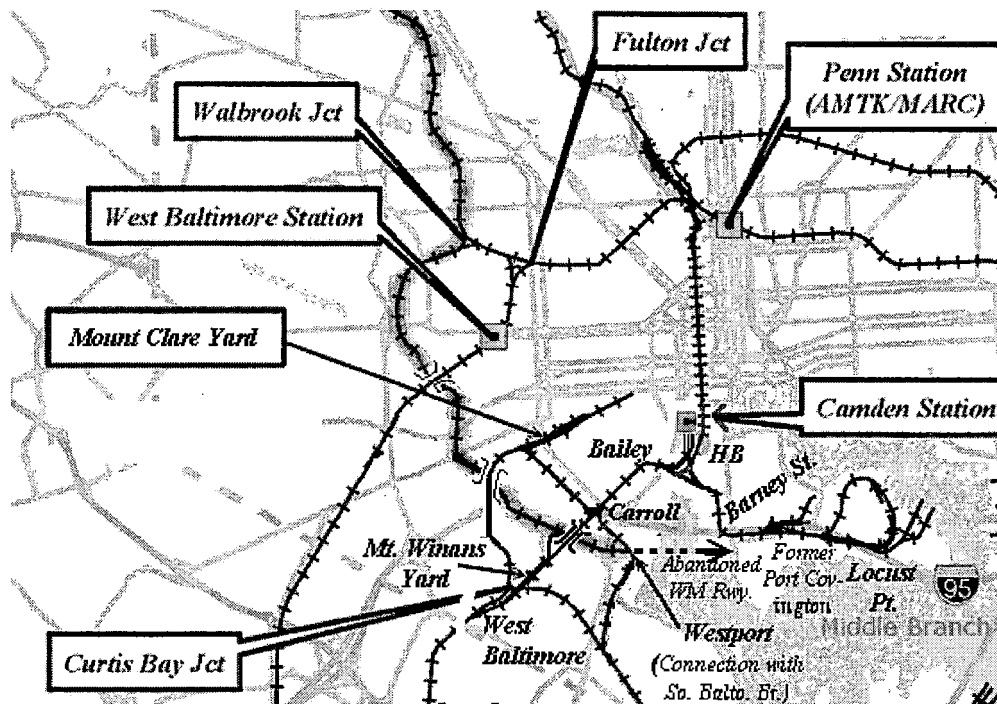 Fulton Jct
Penn Station
(AMTK/MARC)
Walbrook Jct
West Baltimore Station
Mount Clare Yard
Camden Station
Bailey
HB
Barney St.
Carroll
Mt. Winans
Yard
Abandoned
WM Rwy.
Former
Port Cov-
ington
Locust
Pt.
95
Middle Branch
West
Baltimore
Westport
(Connection with
So. Balto. Br.)
Curtis Bay Jct